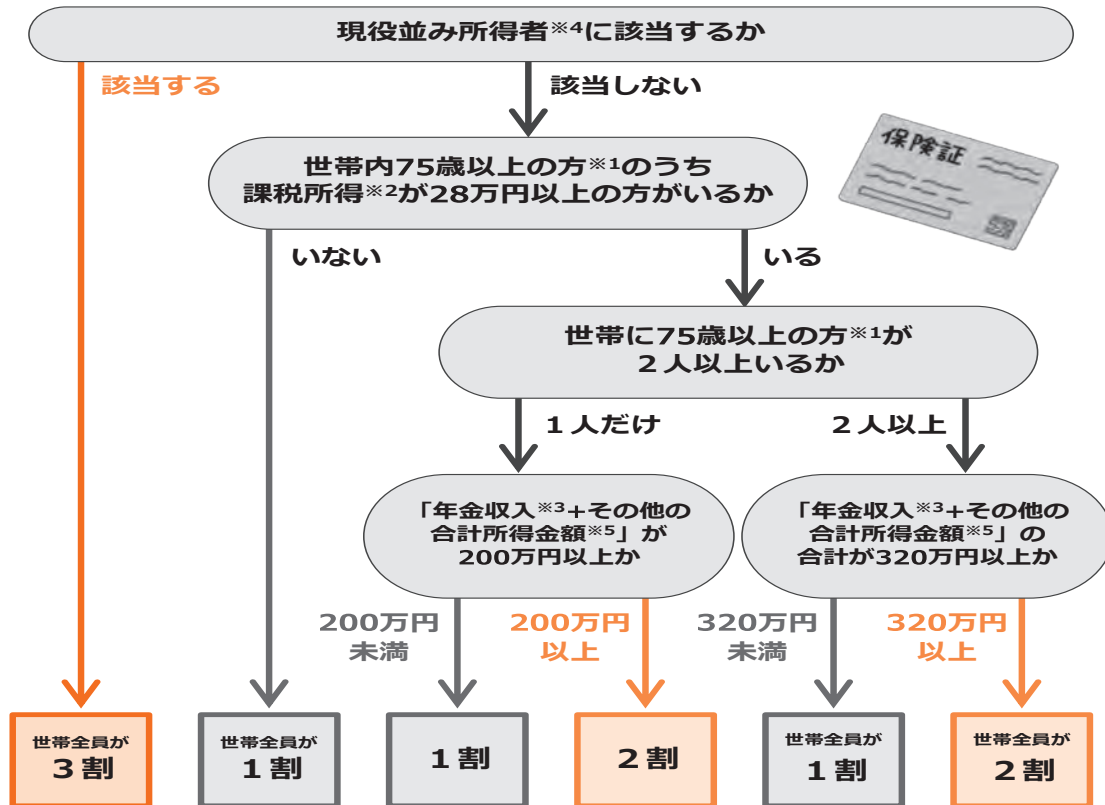 現役並み所得者※4に該当するか
該当する
該当しない
保険証
世帯内75歳以上の方※1のうち
課税所得※2が28万円以上の方がいるか
いない
いる
世帯に75歳以上の方※1が
２人以上いるか
１人だけ
２人以上
「年金収入※3+その他の
合計所得金額※5」が
200万円以上か
「年金収入※3+その他の
合計所得金額※5」の
合計が320万円以上か
200万円
未満
200万円
以上
320万円
未満
320万円
以上
世帯全員が
３割
世帯全員が
１割
１割
２割
世帯全員が
１割
世帯全員が
２割